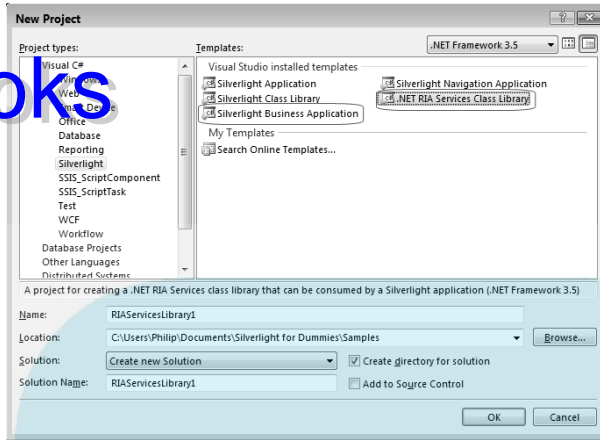 New Project
Project types:
Templates:
.NET Framework 3.5
Visual C#
Windows
Web
Smart Device
Office
Database
Reporting
Silverlight
SSIS_ScriptComponent
SSIS_ScriptTask
Test
WCF
Workflow
Database Projects
Other Languages
Distributed Systems
oks
Visual Studio installed templates
Silverlight Application
Silverlight Navigation Application
Silverlight Class Library
.NET RIA Services Class Library
Silverlight Business Application
My Templates
Search Online Templates...
A project for creating a .NET RIA Services class library that can be consumed by a Silverlight application (.NET Framework 3.5)
Name: RIAServicesLibrary1
Location: C:\Users\Philip\Documents\Silverlight for Dummies\Samples Browse...
Solution: Create new Solution Create directory for solution
Solution Name: RIAServicesLibrary1 Add to Source Control
OK Cancel